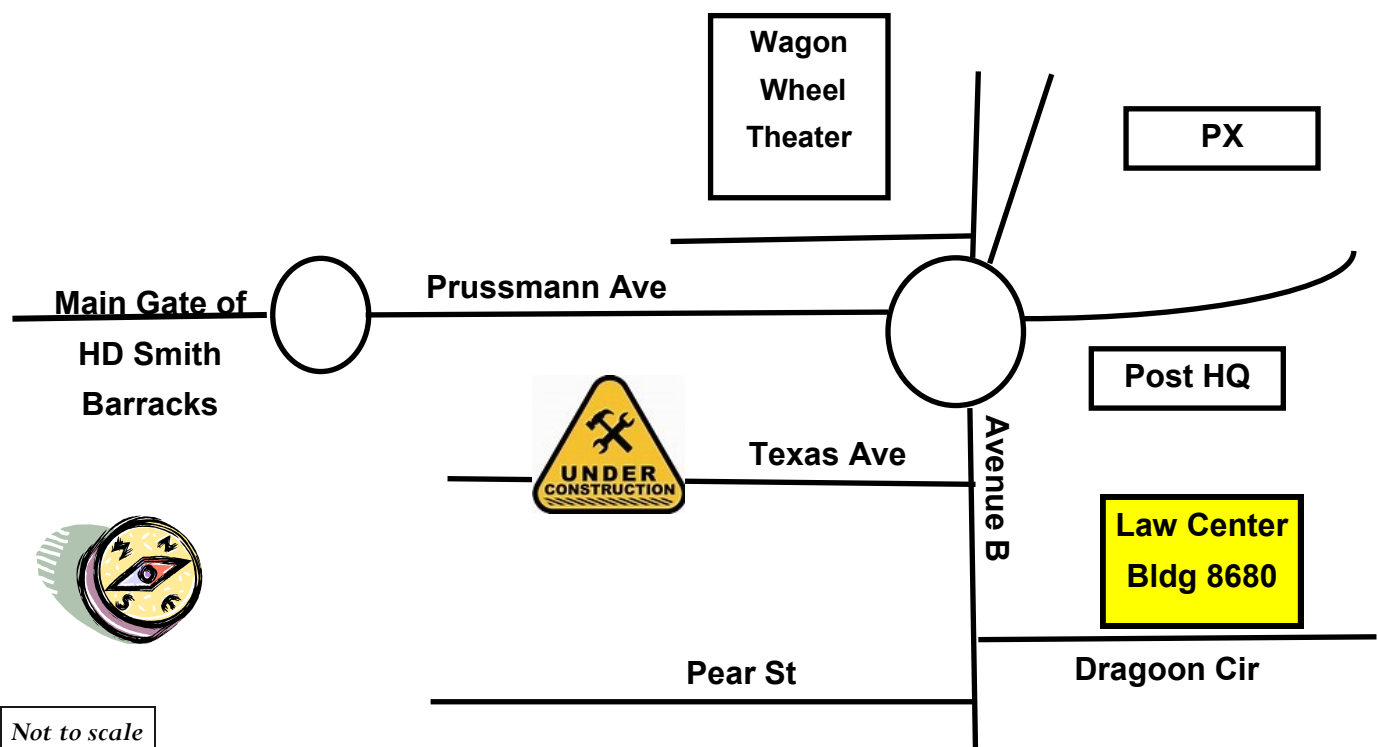 Wagon
Wheel
Theater
PX
Prussmann Ave
Main Gate of
HD Smith
Barracks
Post HQ
UNDER
CONSTRUCTION
Texas Ave
Avenue B
Law Center
Bldg 8680
W
N
S
E
Pear St
Dragoon Cir
Not to scale